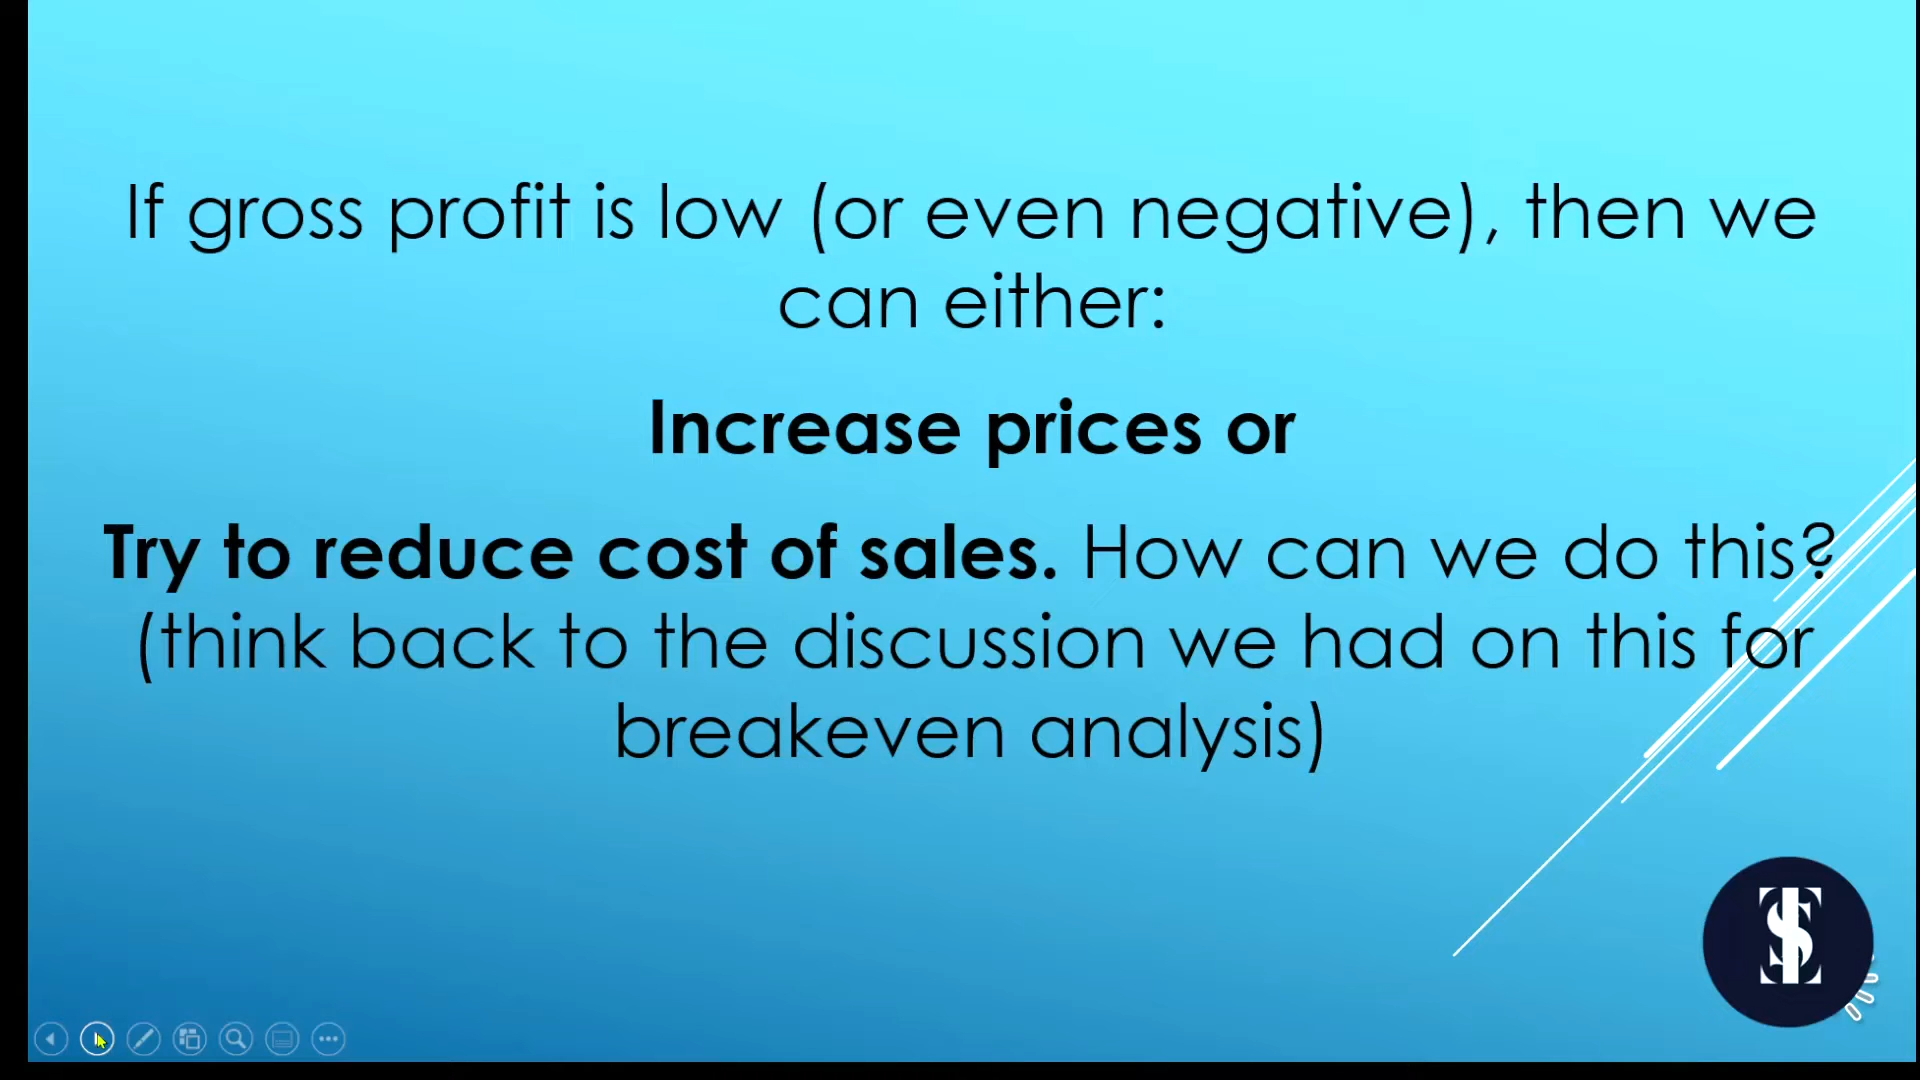 If gross profit is low (or even negative), then we
can either:
Increase prices or
Try to reduce cost of sales. How can we do this?
(think back to the discussion we had on this for
breakeven analysis)